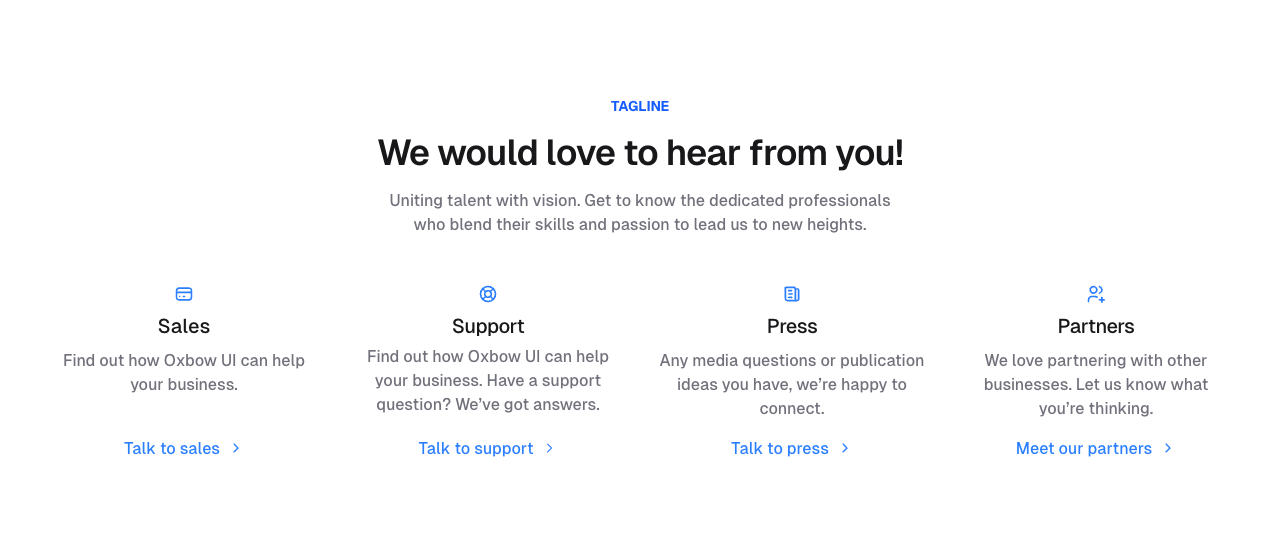 TAGLINE
We would love to hear from you!
Uniting talent with vision. Get to know the dedicated professionals
who blend their skills and passion to lead us to new heights.
Sales
Find out how Oxbow UI can help
your business.
Talk to sales
Support
Find out how Oxbow UI can help
your business. Have a support
question? We’ve got answers.
Talk to support
Press
Any media questions or publication
ideas you have, we’re happy to
connect.
Talk to press
Partners
We love partnering with other
businesses. Let us know what
you’re thinking.
Meet our partners